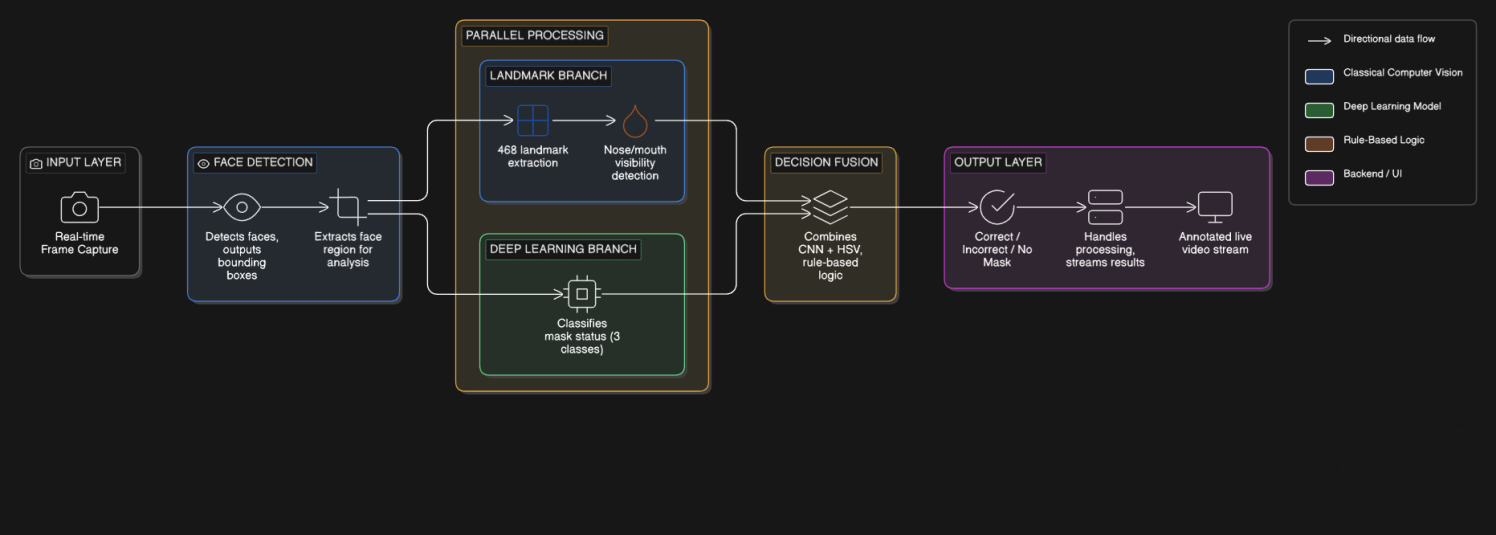 INPUT LAYER
Real-time
Frame Capture
FACE DETECTION
Detects faces,
outputs
bounding
boxes
Extracts face
region for
analysis
PARALLEL PROCESSING
LANDMARK BRANCH
468 landmark
extraction
Nose/mouth
visibility
detection
DEEP LEARNING BRANCH
Classifies
mask status (3
classes)
DECISION FUSION
Combines
CNN + HSV,
rule-based
logic
OUTPUT LAYER
Correct /
Incorrect / No
Mask
Handles
processing,
streams results
Annotated live
video stream
Directional data flow
Classical Computer Vision
Deep Learning Model
Rule-Based Logic
Backend / UI